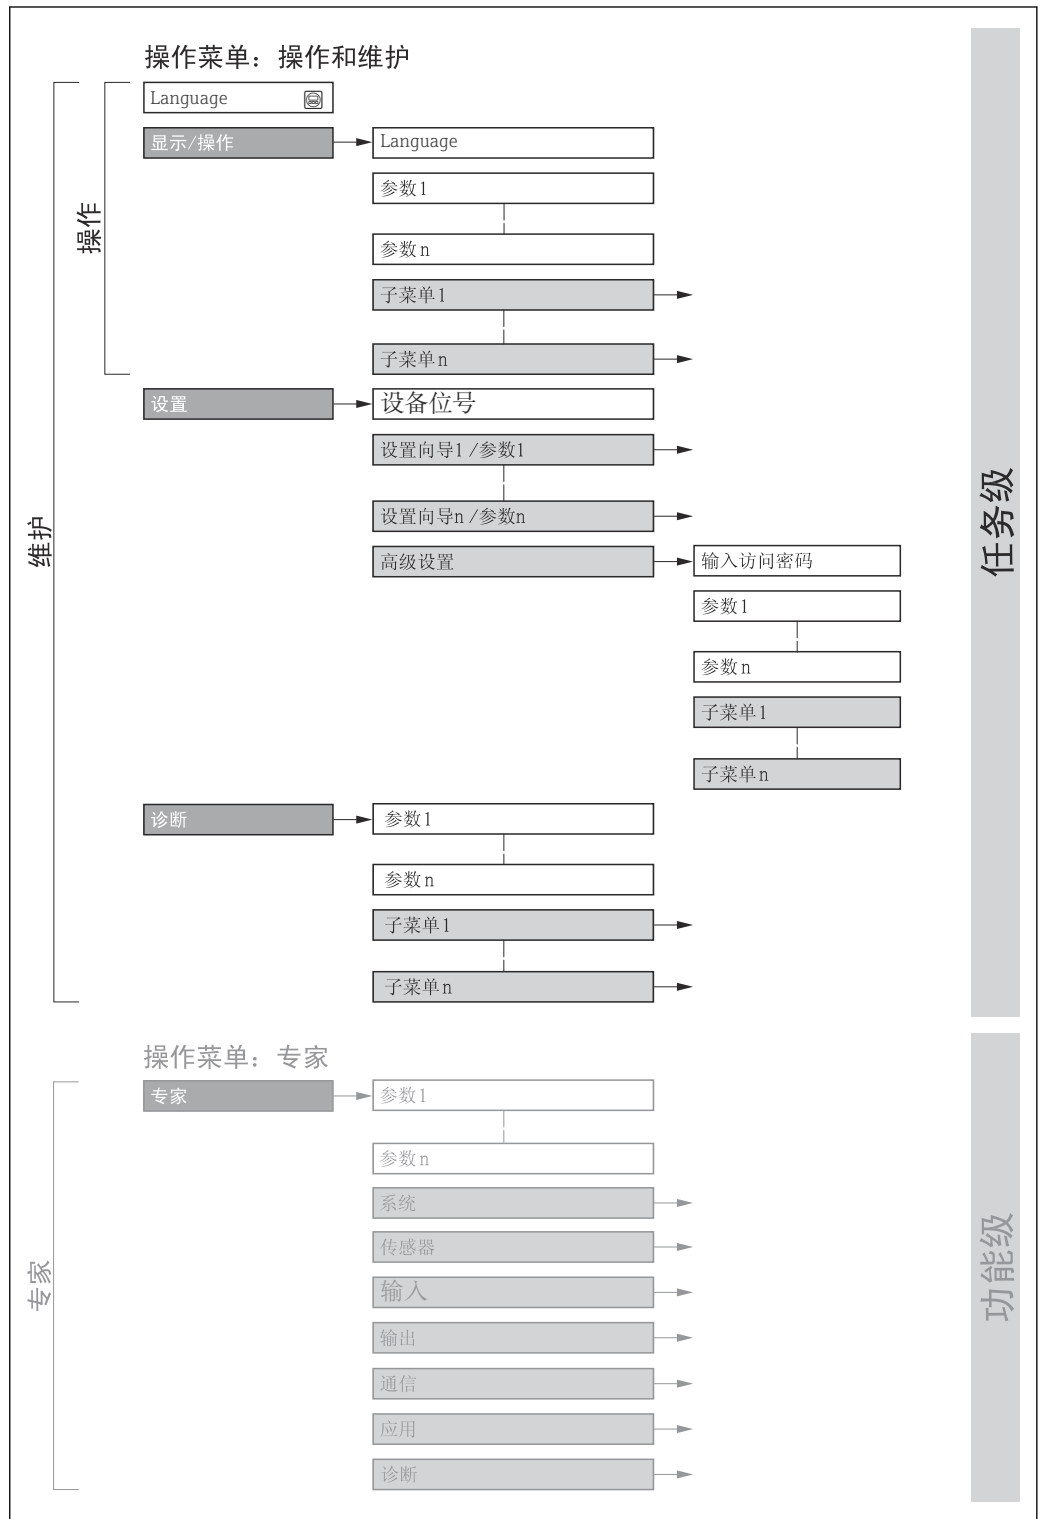 操作菜单：操作和维护
Language
显示/操作
Language
参数1
操作
参数n
子菜单1
子菜单n
设置
设备位号
设置向导1 /参数1
设置向导n /参数n
维护
任务级
高级设置
输入访问密码
参数1
参数n
子菜单1
子菜单n
诊断
参数1
参数n
子菜单1
子菜单n
操作菜单：专家
专家
参数1
参数n
系统
传感器
专家
功能级
输入
输出
通信
应用
诊断